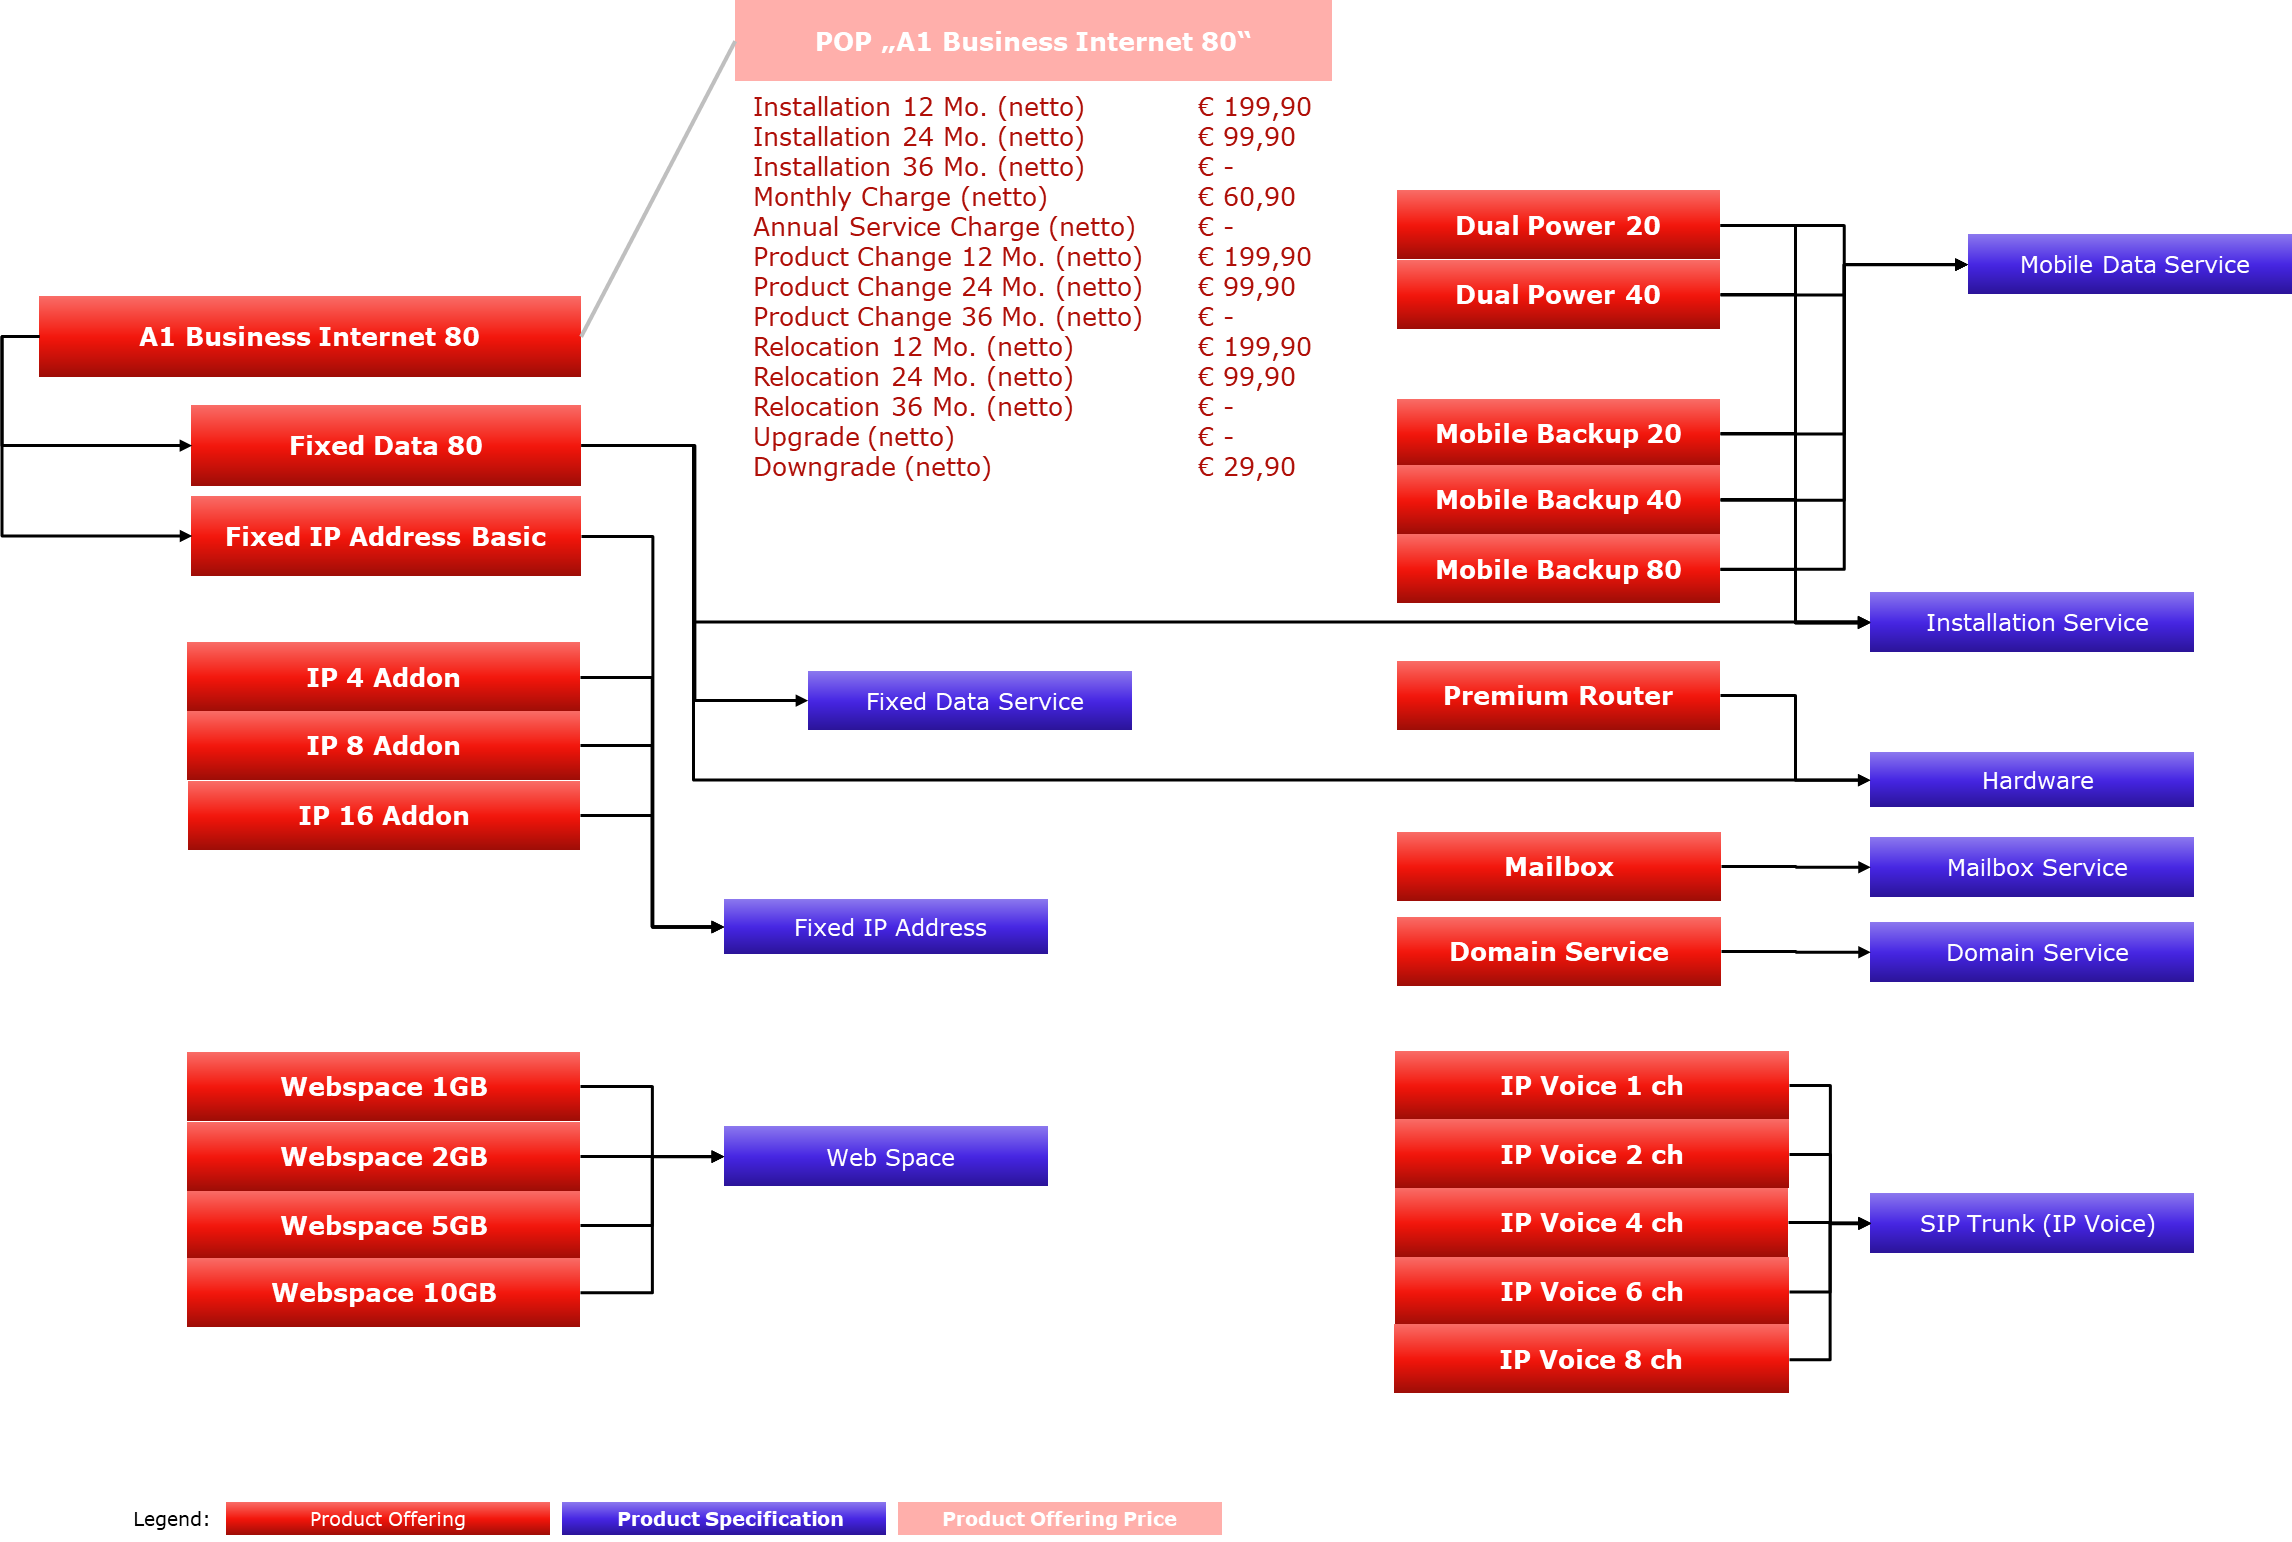 POP „A1 Business Internet 80‟
Installation 12 Mo. (netto) € 199,90
Installation 24 Mo. (netto) € 99,90
Installation 36 Mo. (netto) € -
Monthly Charge (netto) € 60,90
Annual Service Charge (netto) € -
Product Change 12 Mo. (netto) € 199,90
Product Change 24 Mo. (netto) € 99,90
Product Change 36 Mo. (netto) € -
Relocation 12 Mo. (netto) € 199,90
Relocation 24 Mo. (netto) € 99,90
Relocation 36 Mo. (netto) € -
Upgrade (netto) € -
Downgrade (netto) € 29,90
A1 Business Internet 80
Fixed Data 80
Fixed IP Address Basic
IP 4 Addon
IP 8 Addon
IP 16 Addon
Fixed Data Service
Fixed IP Address
Dual Power 20
Dual Power 40
Mobile Data Service
Mobile Backup 20
Mobile Backup 40
Mobile Backup 80
Installation Service
Premium Router
Hardware
Mailbox
Mailbox Service
Domain Service
Domain Service
Webspace 1GB
Webspace 2GB
Webspace 5GB
Webspace 10GB
Web Space
IP Voice 1 ch
IP Voice 2 ch
IP Voice 4 ch
IP Voice 6 ch
IP Voice 8 ch
SIP Trunk (IP Voice)
Legend: Product Offering Product Specification Product Offering Price